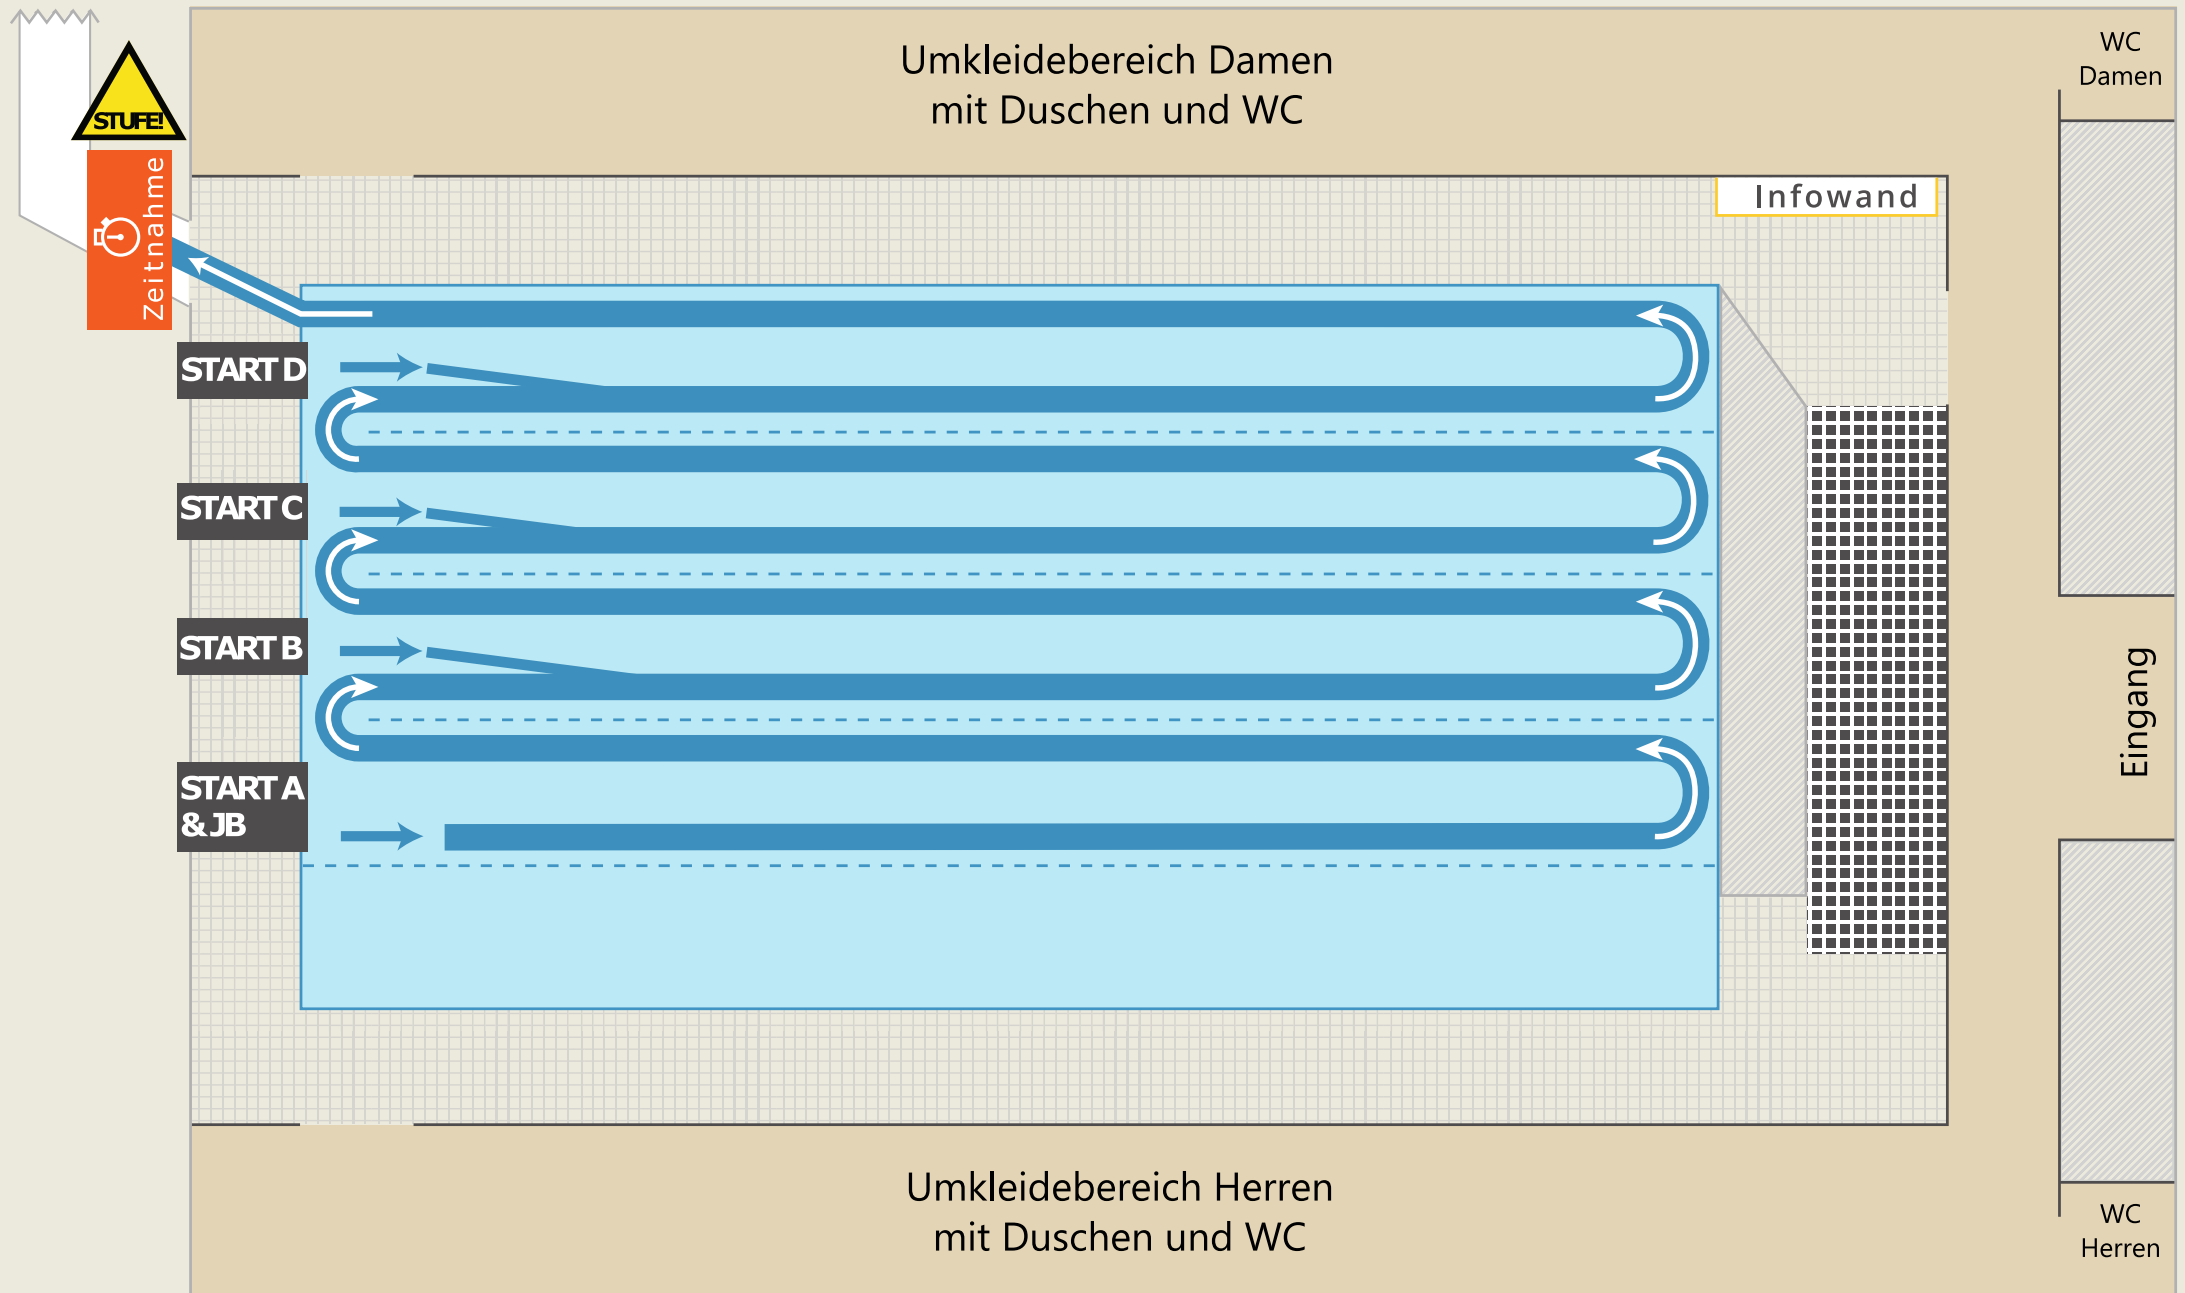 Umkleidebereich Damen
mit Duschen und WC
WC
Damen
STUFE!
Zeitnahme
Infowand
START D
START C
START B
START A
& JB
Eingang
Umkleidebereich Herren
mit Duschen und WC
WC
Herren